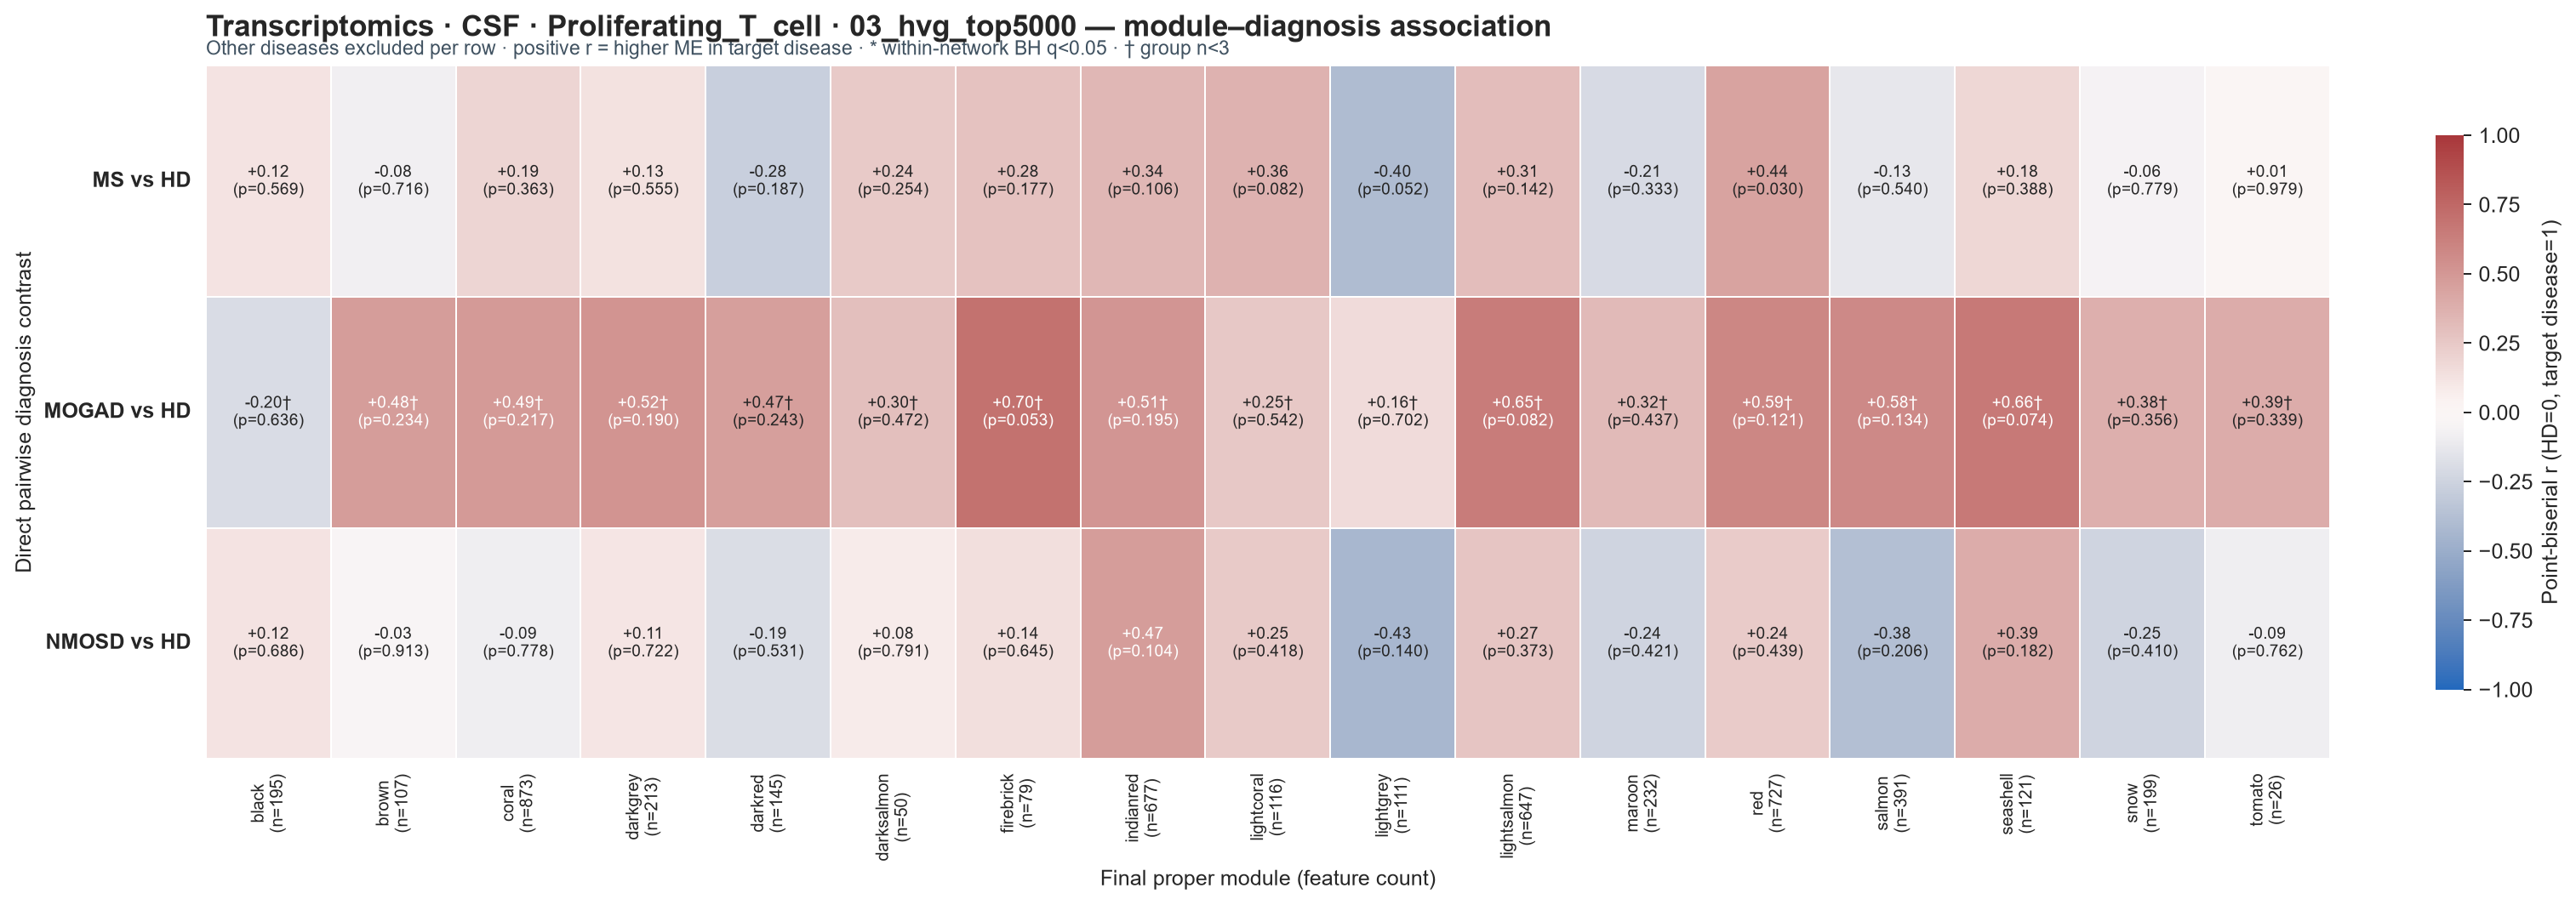 Transcriptomics · CSF · Proliferating_T_cell · 03_hvg_top5000 — module–diagnosis association
Other diseases excluded per row · positive r = higher ME in target disease · * within-network BH q<0.05 · † group n<3
Direct pairwise diagnosis contrast
MS vs HD
+0.12 -0.08 +0.19 +0.13 -0.28 +0.24 +0.28 +0.34 +0.36 -0.40 +0.31 -0.21 +0.44 -0.13 +0.18 -0.06 +0.01
(p=0.569) (p=0.716) (p=0.363) (p=0.555) (p=0.187) (p=0.254) (p=0.177) (p=0.106) (p=0.082) (p=0.052) (p=0.142) (p=0.333) (p=0.030) (p=0.540) (p=0.388) (p=0.779) (p=0.979)
MOGAD vs HD
-0.20† +0.48† +0.49† +0.52† +0.47† +0.30† +0.70† +0.51† +0.25† +0.16† +0.65† +0.32† +0.59† +0.58† +0.66† +0.38† +0.39†
(p=0.636) (p=0.234) (p=0.217) (p=0.190) (p=0.243) (p=0.472) (p=0.053) (p=0.195) (p=0.542) (p=0.702) (p=0.082) (p=0.437) (p=0.121) (p=0.134) (p=0.074) (p=0.356) (p=0.339)
NMOSD vs HD
+0.12 -0.03 -0.09 +0.11 -0.19 +0.08 +0.14 +0.47 +0.25 -0.43 +0.27 -0.24 +0.24 -0.38 +0.39 -0.25 -0.09
(p=0.686) (p=0.913) (p=0.778) (p=0.722) (p=0.531) (p=0.791) (p=0.645) (p=0.104) (p=0.418) (p=0.140) (p=0.373) (p=0.421) (p=0.439) (p=0.206) (p=0.182) (p=0.410) (p=0.762)
black
(n=195)
brown
(n=107)
coral
(n=873)
darkgrey
(n=213)
darkred
(n=145)
darksalmon
(n=50)
firebrick
(n=79)
indianred
(n=677)
lightcoral
(n=116)
lightgrey
(n=111)
lightsalmon
(n=647)
maroon
(n=232)
red
(n=727)
salmon
(n=391)
seashell
(n=121)
snow
(n=199)
tomato
(n=26)
Final proper module (feature count)
1.00
0.75
0.50
0.25
0.00
−0.25
−0.50
−0.75
−1.00
Point-biserial r (HD=0, target disease=1)